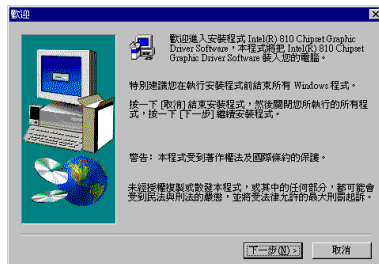 歡迎
歡迎進入安裝程式 Intel(R) 810 Chipset Graphic
Driver Software，本程式將把 Intel(R) 810 Chipset
Graphic Driver Software 裝入您的電腦。
特別建議您在執行安裝程式前結束所有 Windows 程式。
按一下 [取消] 結束安裝程式，然後關閉您所執行的所有程
式，按一下 [下一步] 繼續安裝程式。
警告：本程式受到著作權法及國際條約的保護。
未經授權複製或散發本程式，或其中的任何部分，都可能會
受到民法與刑法的嚴懲，並將受法律允許的最大刑罰起訴。
下一步(N) >
取消